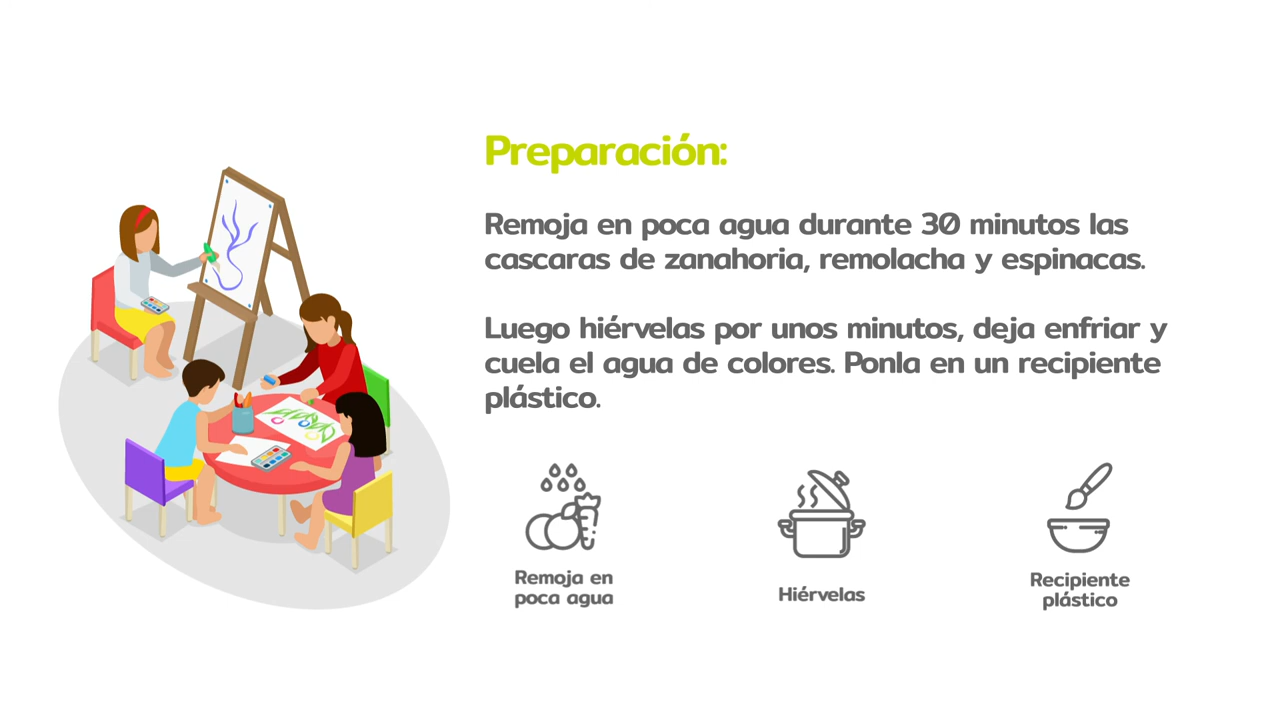 Preparación:
Remoja en poca agua durante 30 minutos las
cascaras de zanahoria, remolacha y espinacas.
Luego hiérvelas por unos minutos, deja enfriar y
cuela el agua de colores. Ponla en un recipiente
plástico.
Remoja en
poca agua
Hiérvelas
Recipiente
plástico